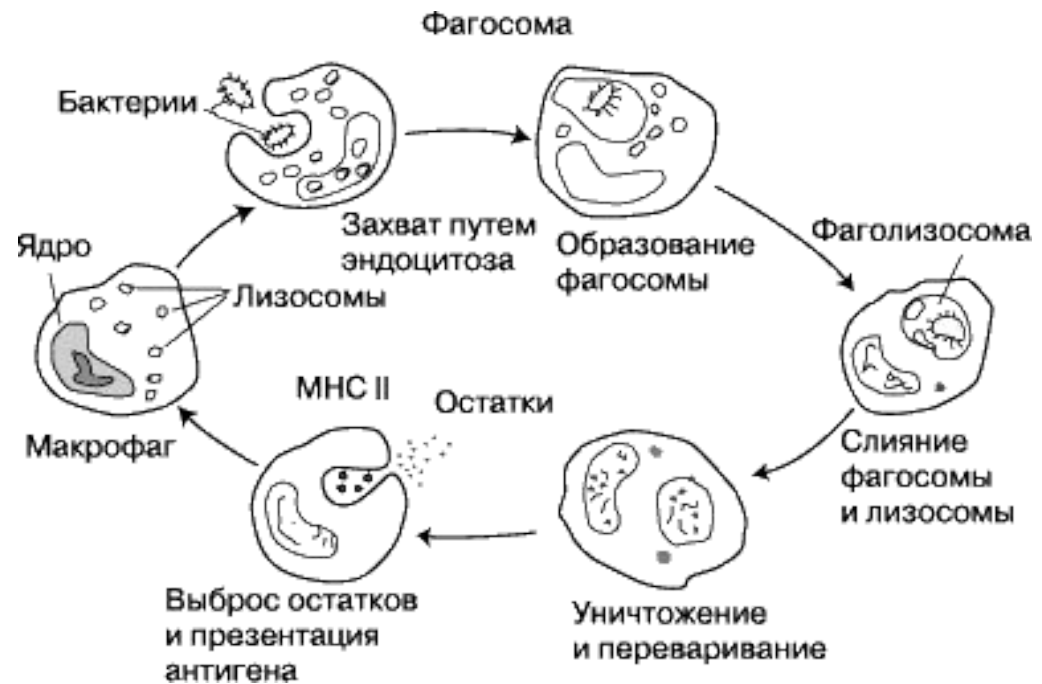 Фагосома
Бактерии
Захват путем
эндоцитоза
Образование
фагосомы
Фаголизосома
Ядро
Лизосомы
Макрофаг
МНС II
Остатки
Слияние
фагосомы
и лизосомы
Выброс остатков
и презентация
антигена
Уничтожение
и переваривание